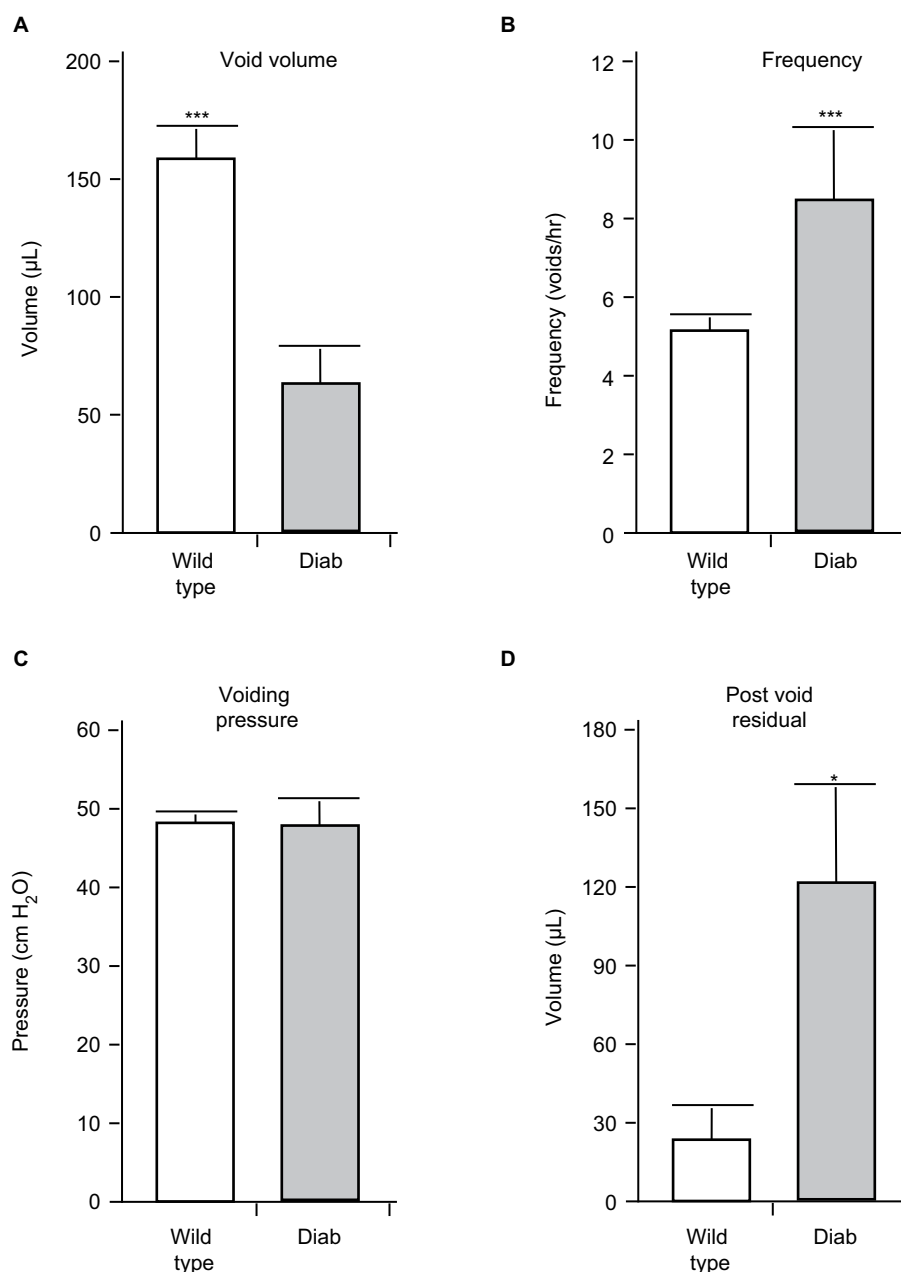 A
Void volume
Volume (µL)
200
150
100
50
0
***
Wild
type
Diab
B
Frequency
Frequency (voids/hr)
12
10
8
6
4
2
0
***
Wild
type
Diab
C
Voiding
pressure
Pressure (cm H₂O)
60
50
40
30
20
10
0
Wild
type
Diab
D
Post void
residual
Volume (µL)
180
150
120
90
60
30
0
*
Wild
type
Diab